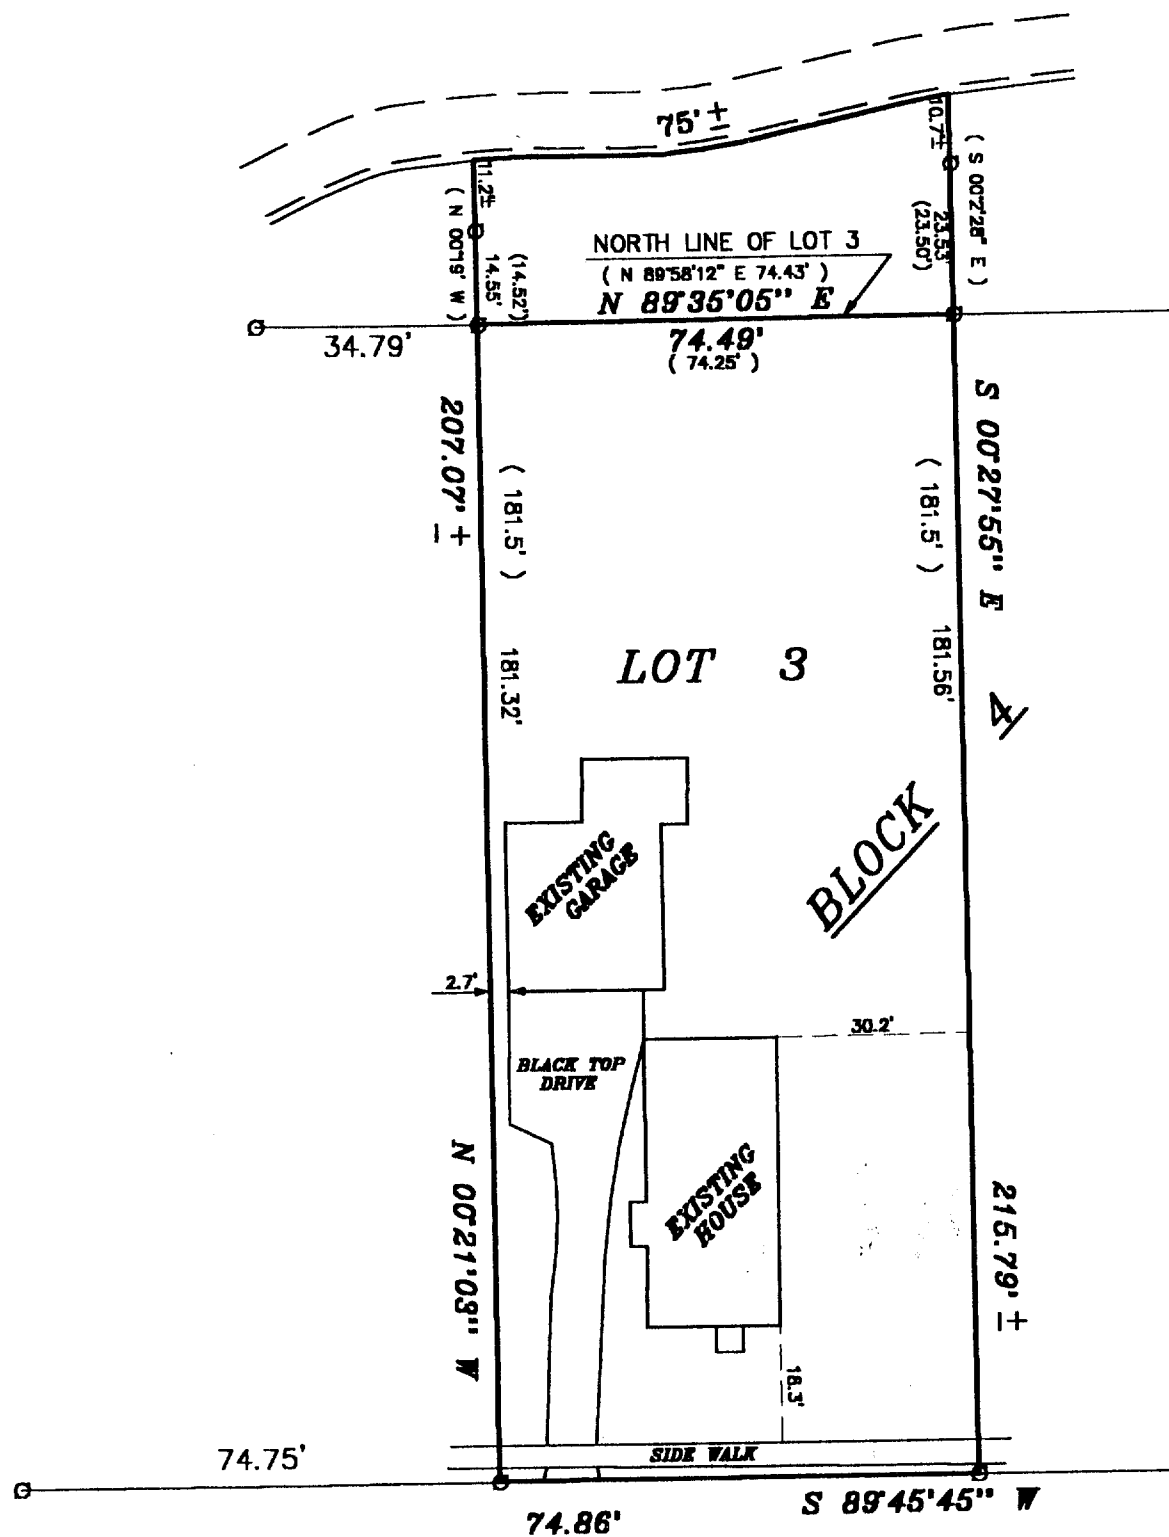 75' ±
11.2'±
( N 00°19' W )
14.55'
(14.52')
10.7'±
( S 00°2'28" E )
23.53'
(23.50')
NORTH LINE OF LOT 3
( N 89°58'12" E 74.43' )
N 89°35'05" E
74.49'
( 74.25' )
34.79'
207.07' ±
( 181.5' )
181.32'
( 181.5' )
181.56'
S 00°27'55" E
LOT 3
BLOCK 4
EXISTING
GARAGE
2.7'
30.2'
BLACK TOP
DRIVE
EXISTING
HOUSE
N 00°21'03" W
215.79' ±
18.3'
SIDE WALK
74.75'
74.86'
S 89°45'45" W